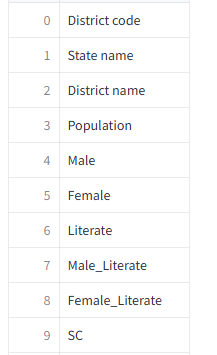 0 District code
1 State name
2 District name
3 Population
4 Male
5 Female
6 Literate
7 Male_Literate
8 Female_Literate
9 SC